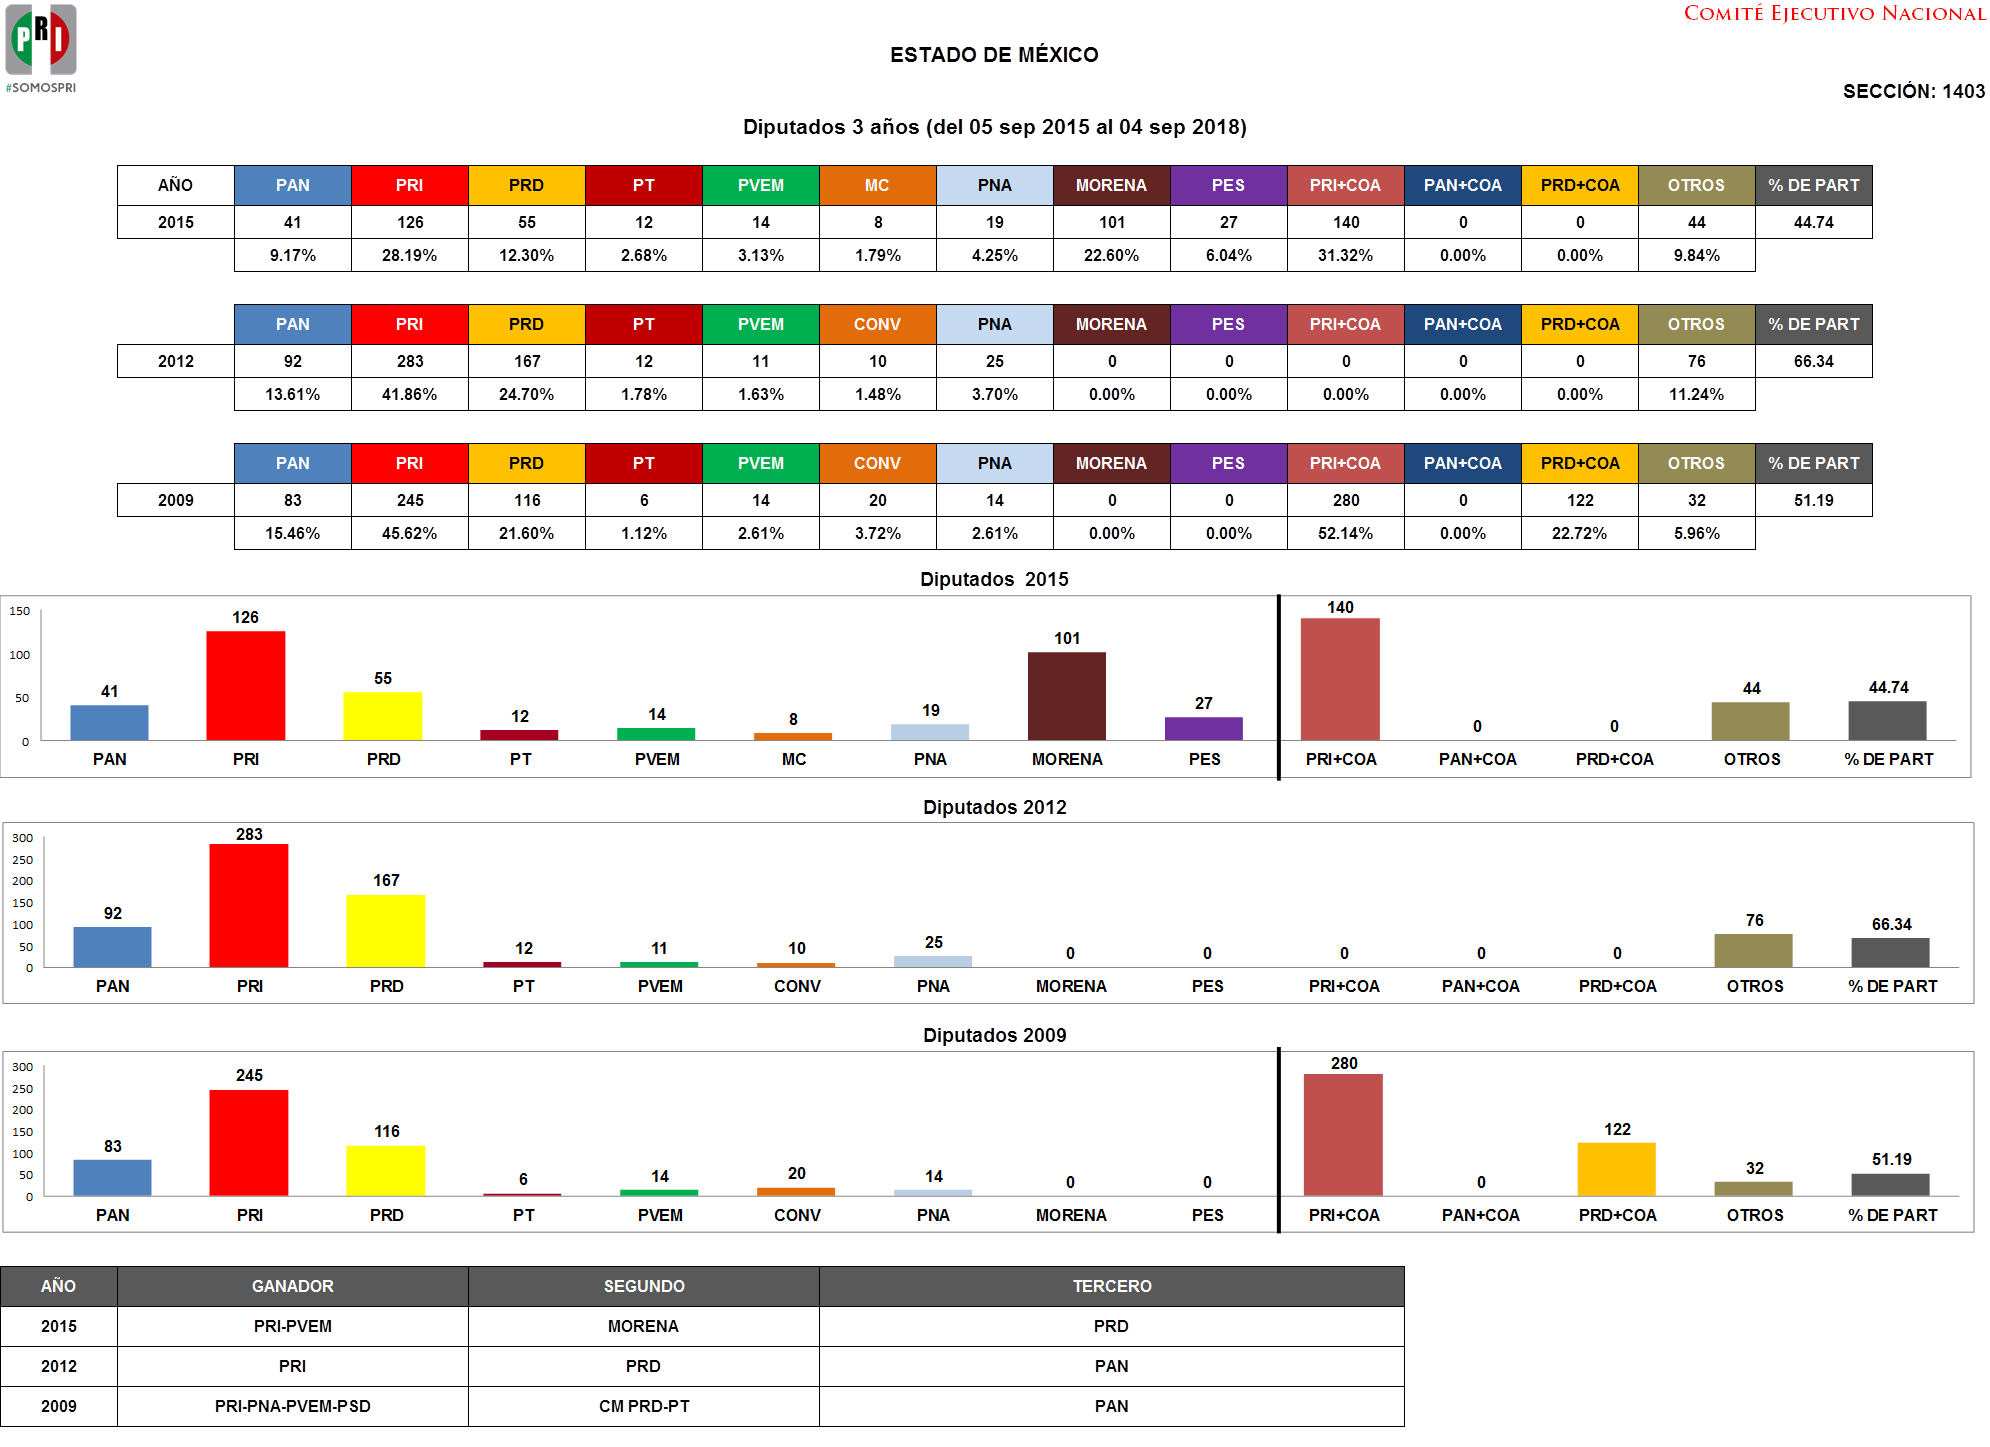 PRI
#SOMOSPRI
COMITÉ EJECUTIVO NACIONAL
ESTADO DE MÉXICO
SECCIÓN: 1403
Diputados 3 años (del 05 sep 2015 al 04 sep 2018)
AÑO PAN PRI PRD PT PVEM MC PNA MORENA PES PRI+COA PAN+COA PRD+COA OTROS % DE PART
2015 41 126 55 12 14 8 19 101 27 140 0 0 44 44.74
9.17% 28.19% 12.30% 2.68% 3.13% 1.79% 4.25% 22.60% 6.04% 31.32% 0.00% 0.00% 9.84%
PAN PRI PRD PT PVEM CONV PNA MORENA PES PRI+COA PAN+COA PRD+COA OTROS % DE PART
2012 92 283 167 12 11 10 25 0 0 0 0 0 76 66.34
13.61% 41.86% 24.70% 1.78% 1.63% 1.48% 3.70% 0.00% 0.00% 0.00% 0.00% 0.00% 11.24%
PAN PRI PRD PT PVEM CONV PNA MORENA PES PRI+COA PAN+COA PRD+COA OTROS % DE PART
2009 83 245 116 6 14 20 14 0 0 280 0 122 32 51.19
15.46% 45.62% 21.60% 1.12% 2.61% 3.72% 2.61% 0.00% 0.00% 52.14% 0.00% 22.72% 5.96%
Diputados 2015
150
100
50
0
41 126 55 12 14 8 19 101 27 140 0 0 44 44.74
PAN PRI PRD PT PVEM MC PNA MORENA PES PRI+COA PAN+COA PRD+COA OTROS % DE PART
Diputados 2012
300
250
200
150
100
50
0
92 283 167 12 11 10 25 0 0 0 0 0 76 66.34
PAN PRI PRD PT PVEM CONV PNA MORENA PES PRI+COA PAN+COA PRD+COA OTROS % DE PART
Diputados 2009
300
250
200
150
100
50
0
83 245 116 6 14 20 14 0 0 280 0 122 32 51.19
PAN PRI PRD PT PVEM CONV PNA MORENA PES PRI+COA PAN+COA PRD+COA OTROS % DE PART
AÑO GANADOR SEGUNDO TERCERO
2015 PRI-PVEM MORENA PRD
2012 PRI PRD PAN
2009 PRI-PNA-PVEM-PSD CM PRD-PT PAN